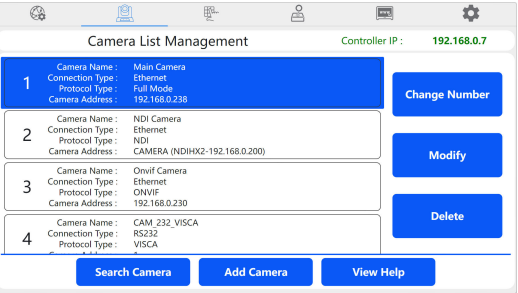 Camera List Management
Controller IP : 192.168.0.7
1
Camera Name : Main Camera
Connection Type : Ethernet
Protocol Type : Full Mode
Camera Address : 192.168.0.238
2
Camera Name : NDI Camera
Connection Type : Ethernet
Protocol Type : NDI
Camera Address : CAMERA (NDIHX2-192.168.0.200)
3
Camera Name : Onvif Camera
Connection Type : Ethernet
Protocol Type : ONVIF
Camera Address : 192.168.0.230
4
Camera Name : CAM_232_VISCA
Connection Type : RS232
Protocol Type : VISCA
Change Number
Modify
Delete
Search Camera
Add Camera
View Help